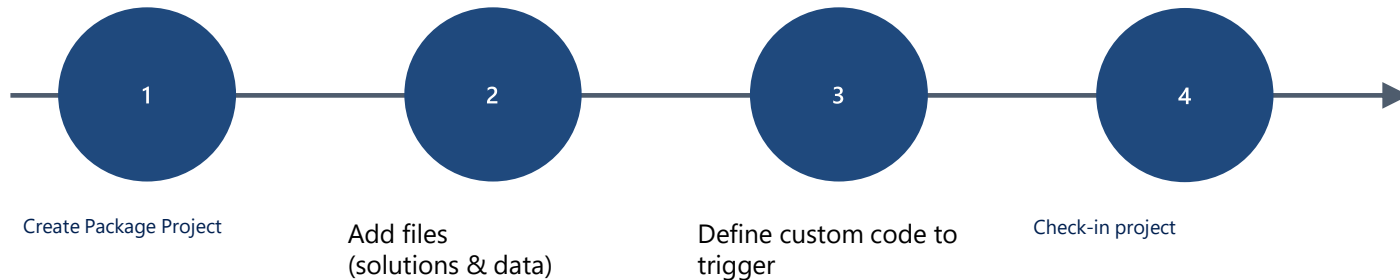 1
2
3
4
Create Package Project
Add files
(solutions & data)
Define custom code to
trigger
Check-in project